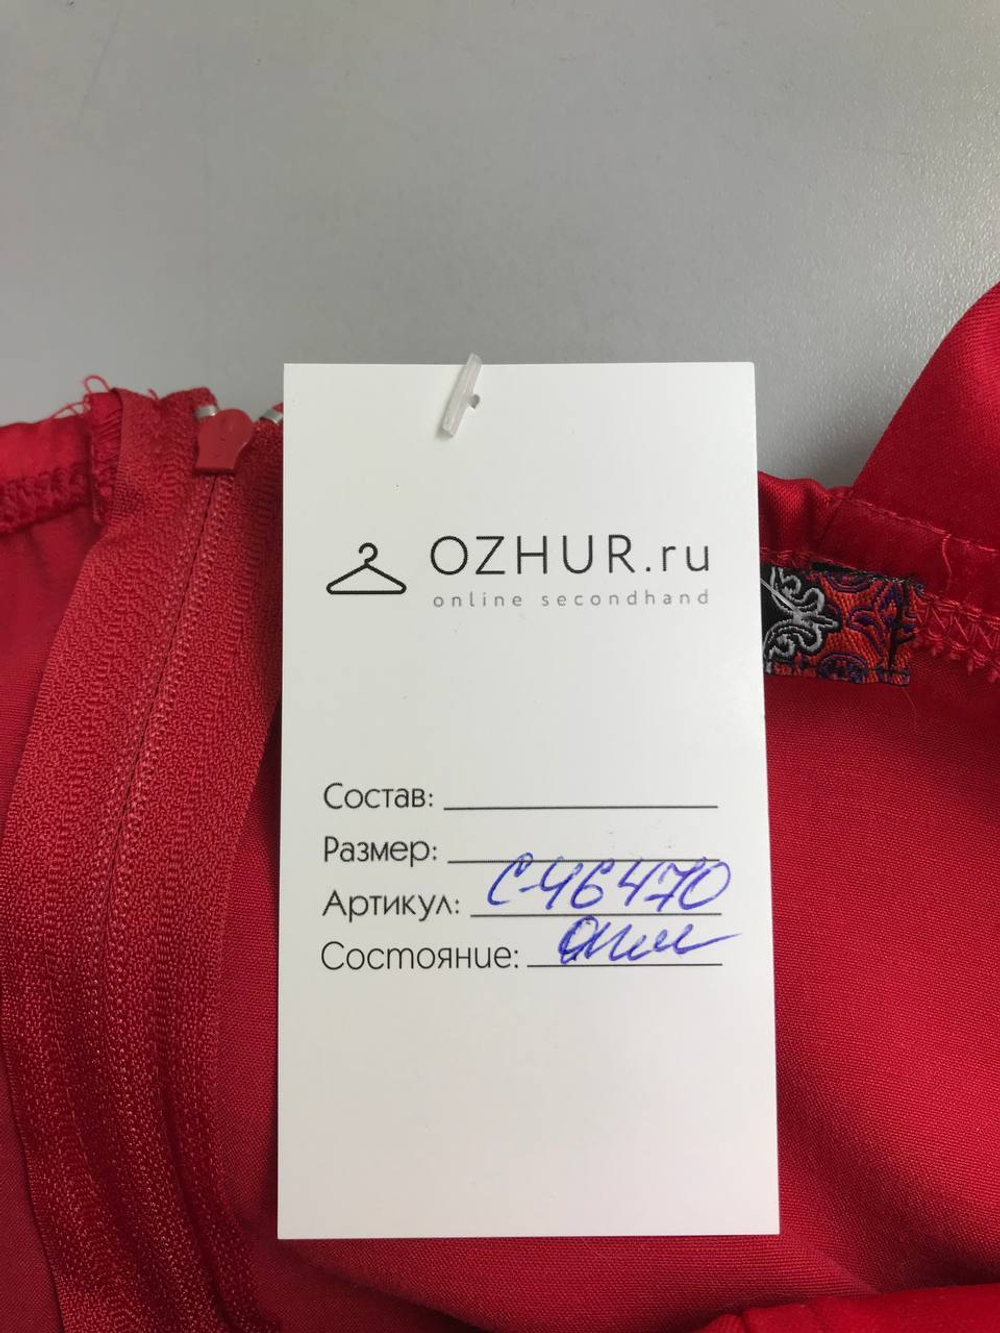 OZHUR.ru
online secondhand
Состав:
Размер:
Артикул: С-46470
Состояние: